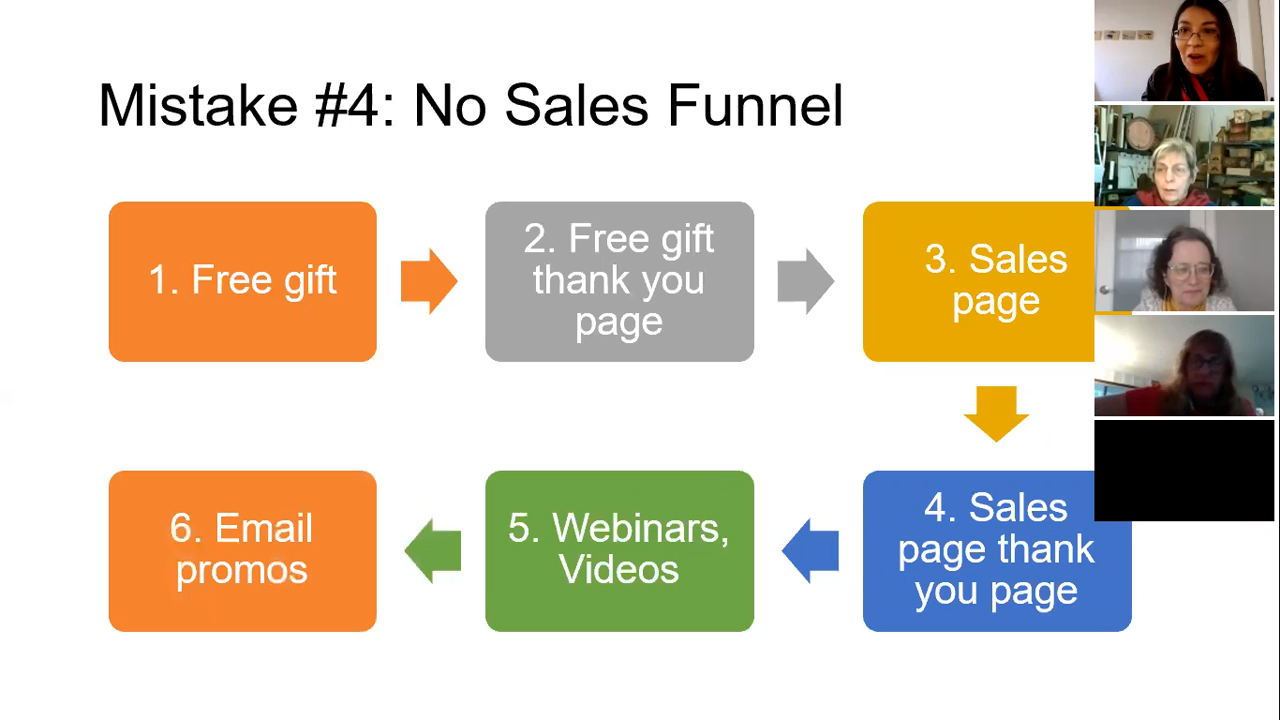 Mistake #4: No Sales Funnel
1. Free gift
2. Free gift
thank you
page
3. Sales
page
4. Sales
page thank
you page
5. Webinars,
Videos
6. Email
promos